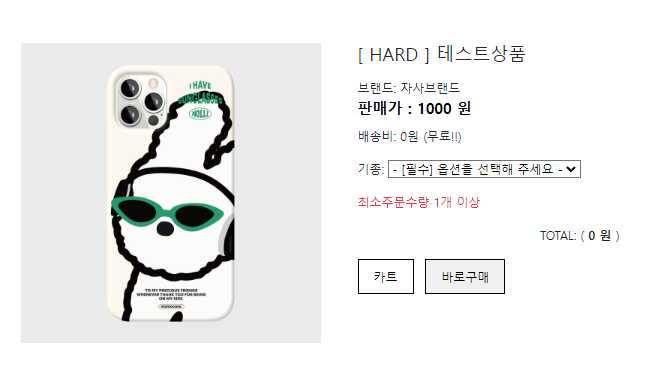 [ HARD ] 테스트상품
브랜드: 자사브랜드
판매가 : 1000 원
배송비: 0원 (무료!!)
기종: - [필수] 옵션을 선택해 주세요 -
최소주문수량 1개 이상
TOTAL: ( 0 원 )
카트
바로구매
I HAVE
SUNGLASSES
MOLLI
TO MY PRECIOUS FRIENDS
WHENEVER THANK YOU FOR BEING
ON MY SIDE.